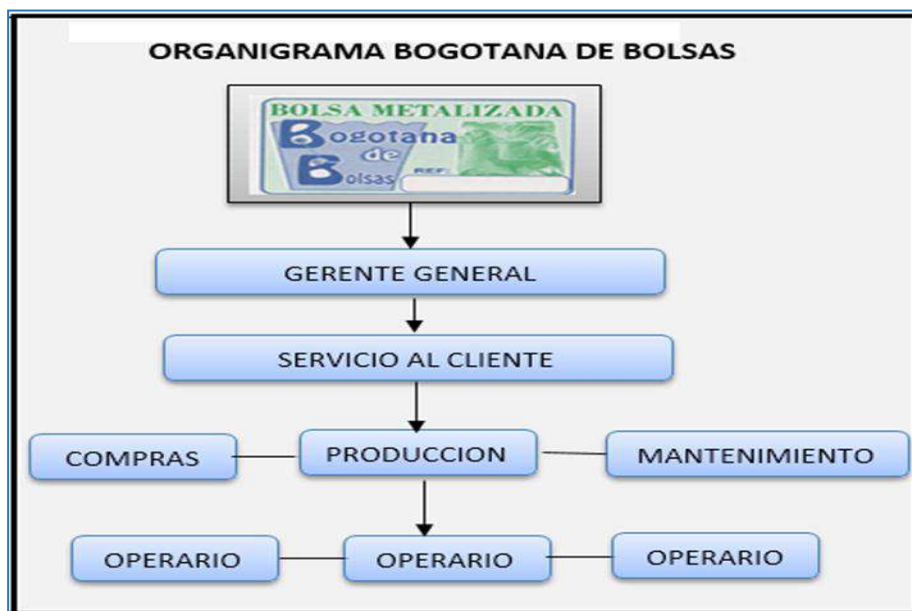 ORGANIGRAMA BOGOTANA DE BOLSAS
BOLSA METALIZADA
Bogotana
de
Bolsas
REF:
GERENTE GENERAL
SERVICIO AL CLIENTE
COMPRAS
PRODUCCION
MANTENIMIENTO
OPERARIO
OPERARIO
OPERARIO